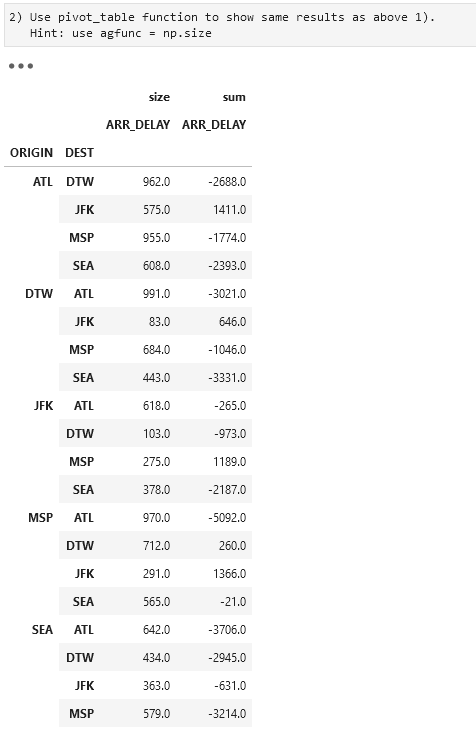 2) Use pivot_table function to show same results as above 1).
Hint: use agfunc = np.size
size sum
ARR_DELAY ARR_DELAY
ORIGIN DEST
ATL DTW 962.0 -2688.0
JFK 575.0 1411.0
MSP 955.0 -1774.0
SEA 608.0 -2393.0
DTW ATL 991.0 -3021.0
JFK 83.0 646.0
MSP 684.0 -1046.0
SEA 443.0 -3331.0
JFK ATL 618.0 -265.0
DTW 103.0 -973.0
MSP 275.0 1189.0
SEA 378.0 -2187.0
MSP ATL 970.0 -5092.0
DTW 712.0 260.0
JFK 291.0 1366.0
SEA 565.0 -21.0
SEA ATL 642.0 -3706.0
DTW 434.0 -2945.0
JFK 363.0 -631.0
MSP 579.0 -3214.0